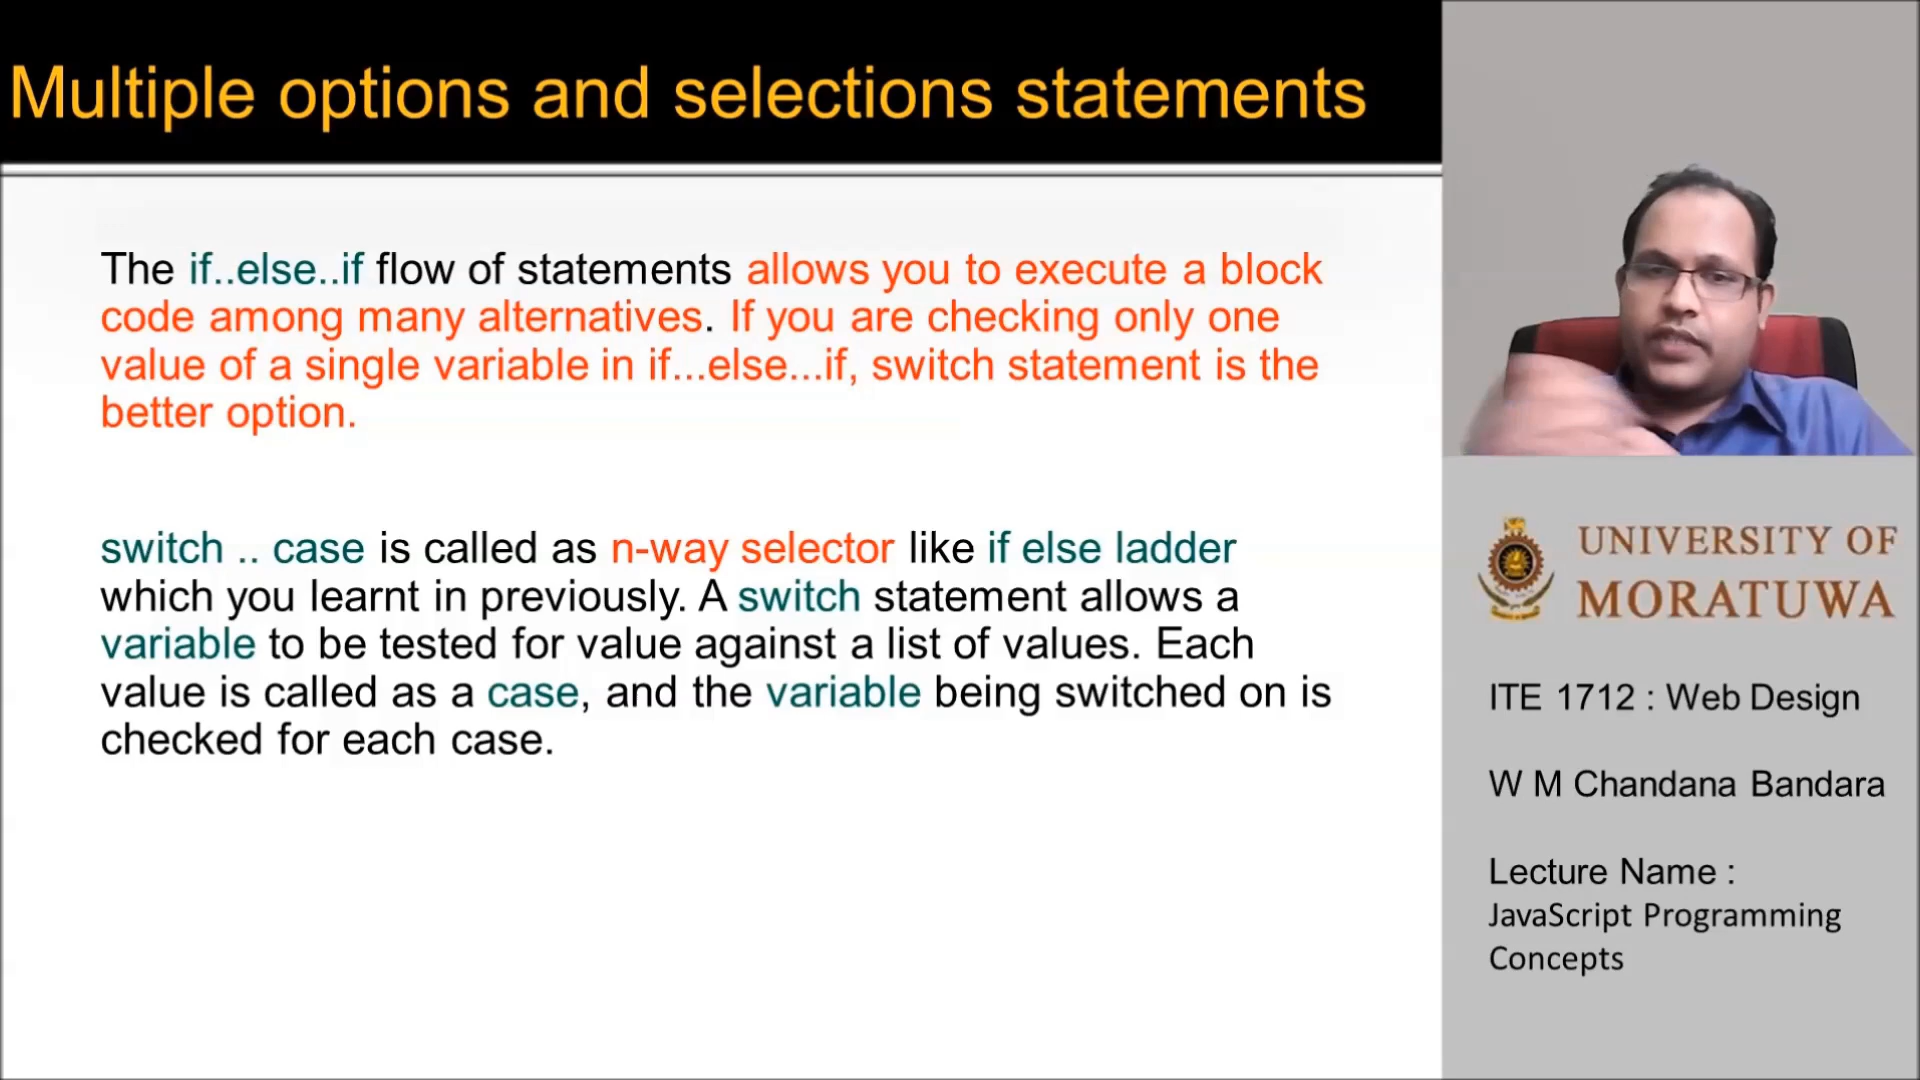 Multiple options and selections statements
The if..else..if flow of statements allows you to execute a block
code among many alternatives. If you are checking only one
value of a single variable in if...else...if, switch statement is the
better option.
switch .. case is called as n-way selector like if else ladder
which you learnt in previously. A switch statement allows a
variable to be tested for value against a list of values. Each
value is called as a case, and the variable being switched on is
checked for each case.
UNIVERSITY OF
MORATUWA
ITE 1712 : Web Design
W M Chandana Bandara
Lecture Name :
JavaScript Programming
Concepts